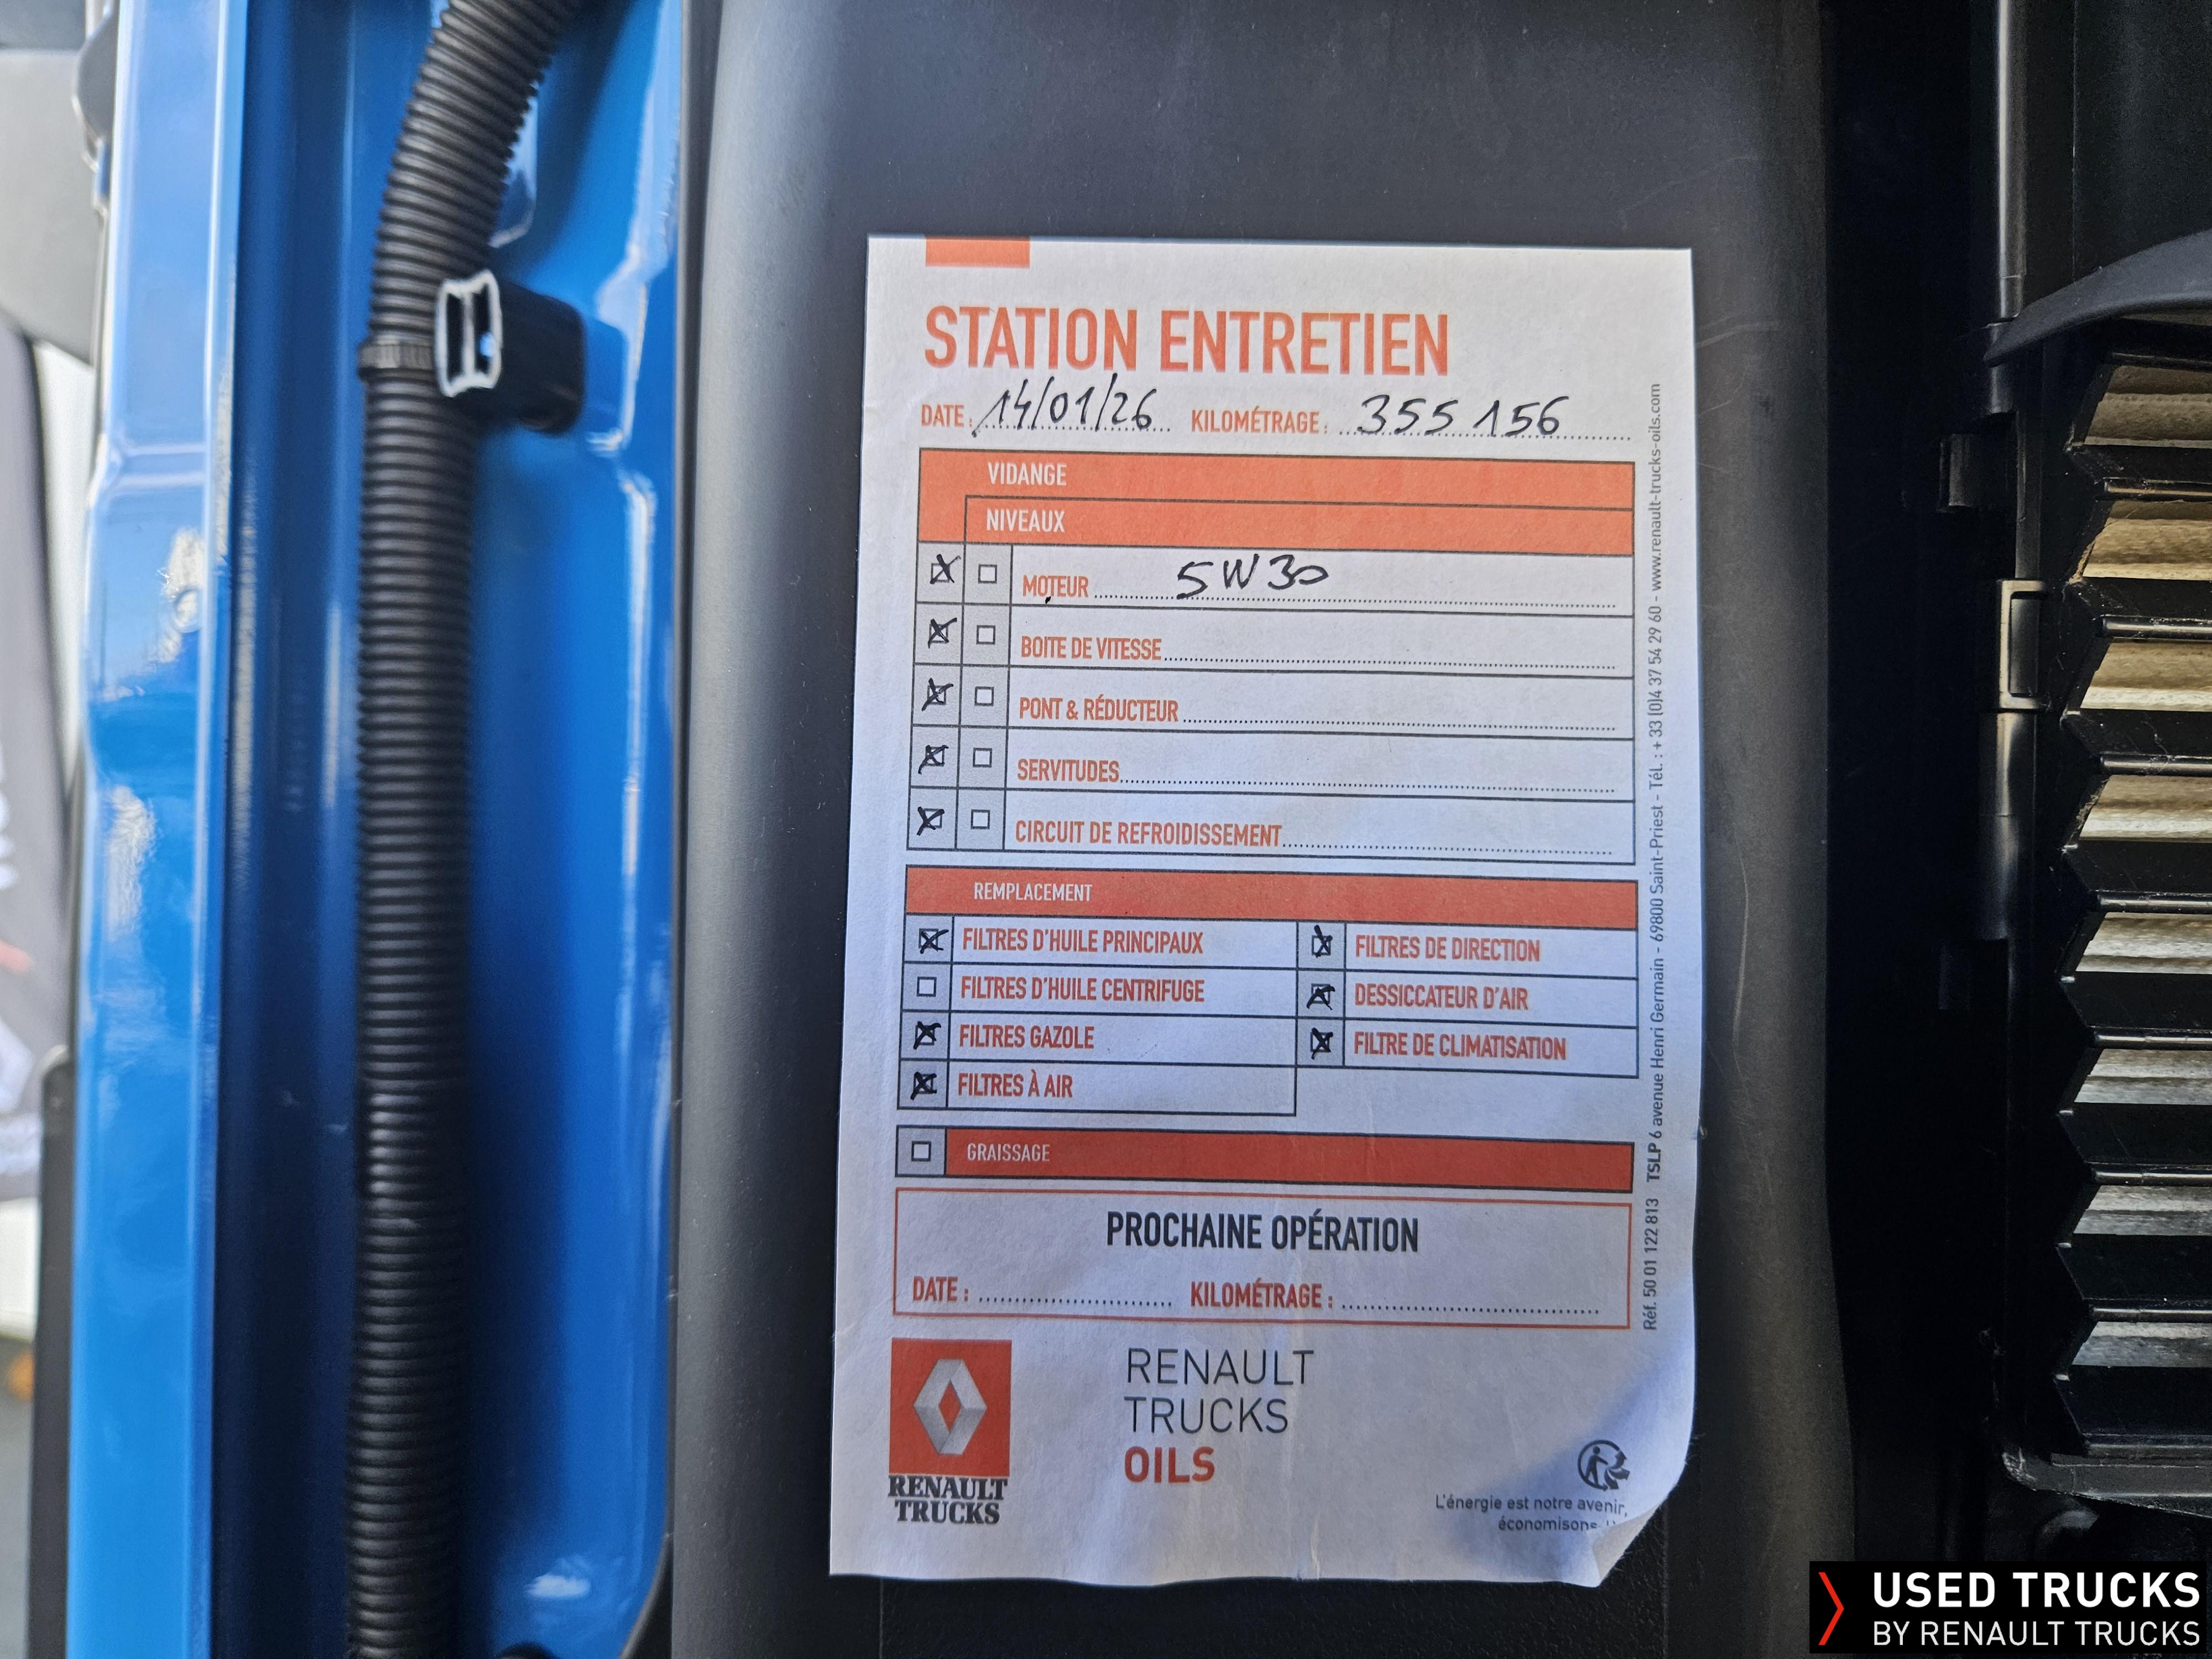 STATION ENTRETIEN
DATE : 14/01/26 KILOMÉTRAGE : 355 156
VIDANGE
NIVEAUX
MOTEUR 5W30
BOITE DE VITESSE
PONT & RÉDUCTEUR
SERVITUDES
CIRCUIT DE REFROIDISSEMENT
REMPLACEMENT
FILTRES D'HUILE PRINCIPAUX FILTRES DE DIRECTION
FILTRES D'HUILE CENTRIFUGE DESSICCATEUR D'AIR
FILTRES GAZOLE FILTRE DE CLIMATISATION
FILTRES À AIR
GRAISSAGE
PROCHAINE OPÉRATION
DATE : KILOMÉTRAGE :
RENAULT
TRUCKS
OILS
RENAULT
TRUCKS
L'énergie est notre avenir,
économisons
Réf. 50 01 122 813 TSLP 6 avenue Henri Germain - 69800 Saint-Priest - Tél. : + 33 (0)4 37 54 29 60 - www.renault-trucks-oils.com
USED TRUCKS
BY RENAULT TRUCKS